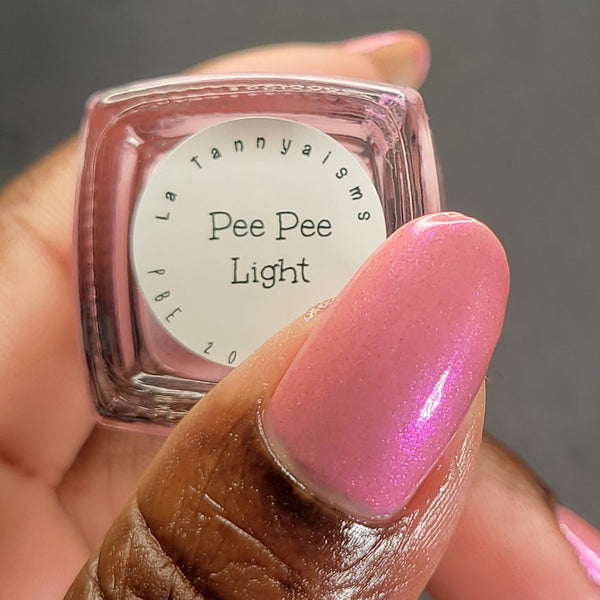 La Tannyaisms
Pee Pee
Light
PBE 20